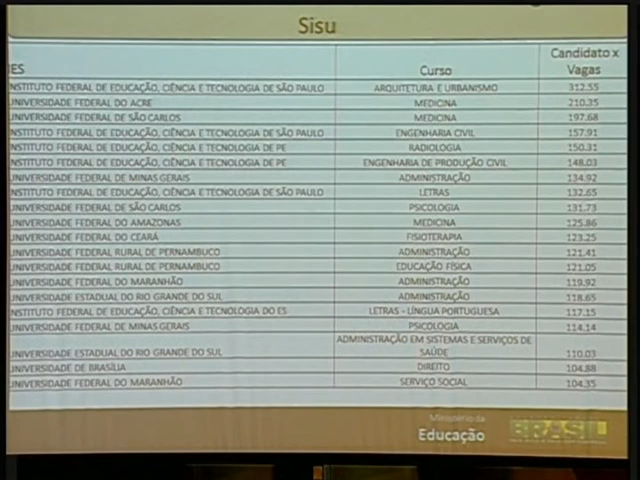 Sisu
IES Curso Candidato x Vagas
INSTITUTO FEDERAL DE EDUCAÇÃO, CIÊNCIA E TECNOLOGIA DE SÃO PAULO ARQUITETURA E URBANISMO 312.55
UNIVERSIDADE FEDERAL DO ACRE MEDICINA 210.35
UNIVERSIDADE FEDERAL DE SÃO CARLOS MEDICINA 197.68
INSTITUTO FEDERAL DE EDUCAÇÃO, CIÊNCIA E TECNOLOGIA DE SÃO PAULO ENGENHARIA CIVIL 157.91
INSTITUTO FEDERAL DE EDUCAÇÃO, CIÊNCIA E TECNOLOGIA DE PE RADIOLOGIA 150.31
INSTITUTO FEDERAL DE EDUCAÇÃO, CIÊNCIA E TECNOLOGIA DE PE ENGENHARIA DE PRODUÇÃO CIVIL 148.03
UNIVERSIDADE FEDERAL DE MINAS GERAIS ADMINISTRAÇÃO 134.92
INSTITUTO FEDERAL DE EDUCAÇÃO, CIÊNCIA E TECNOLOGIA DE SÃO PAULO LETRAS 132.65
UNIVERSIDADE FEDERAL DE SÃO CARLOS PSICOLOGIA 131.73
UNIVERSIDADE FEDERAL DO AMAZONAS MEDICINA 125.86
UNIVERSIDADE FEDERAL DO CEARÁ FISIOTERAPIA 123.25
UNIVERSIDADE FEDERAL RURAL DE PERNAMBUCO ADMINISTRAÇÃO 121.41
UNIVERSIDADE FEDERAL RURAL DE PERNAMBUCO EDUCAÇÃO FÍSICA 121.05
UNIVERSIDADE FEDERAL DO MARANHÃO ADMINISTRAÇÃO 119.92
UNIVERSIDADE ESTADUAL DO RIO GRANDE DO SUL ADMINISTRAÇÃO 118.65
INSTITUTO FEDERAL DE EDUCAÇÃO, CIÊNCIA E TECNOLOGIA DO ES LETRAS - LÍNGUA PORTUGUESA 117.15
UNIVERSIDADE FEDERAL DE MINAS GERAIS PSICOLOGIA 114.14
UNIVERSIDADE ESTADUAL DO RIO GRANDE DO SUL ADMINISTRAÇÃO EM SISTEMAS E SERVIÇOS DE SAÚDE 110.03
UNIVERSIDADE DE BRASÍLIA DIREITO 104.88
UNIVERSIDADE FEDERAL DO MARANHÃO SERVIÇO SOCIAL 104.35
Ministério da
Educação
BRASIL